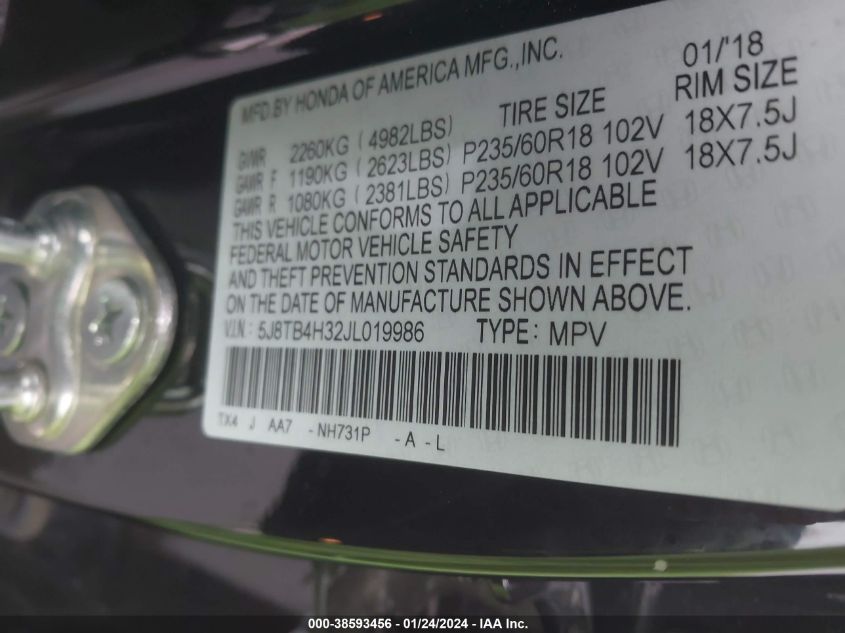 MFD.BY HONDA OF AMERICA MFG.,INC. 01/'18
TIRE SIZE RIM SIZE
GVWR 2260KG (4982LBS)
GAWR F 1190KG (2623LBS) P235/60R18 102V 18X7.5J
GAWR R 1080KG (2381LBS) P235/60R18 102V 18X7.5J
THIS VEHICLE CONFORMS TO ALL APPLICABLE
FEDERAL MOTOR VEHICLE SAFETY
AND THEFT PREVENTION STANDARDS IN EFFECT
ON THE DATE OF MANUFACTURE SHOWN ABOVE.
V.I.N: 5J8TB4H32JL019986 TYPE: MPV
TX4 J AA7 -NH731P -A-L
000-38593456 - 01/24/2024 - IAA Inc.